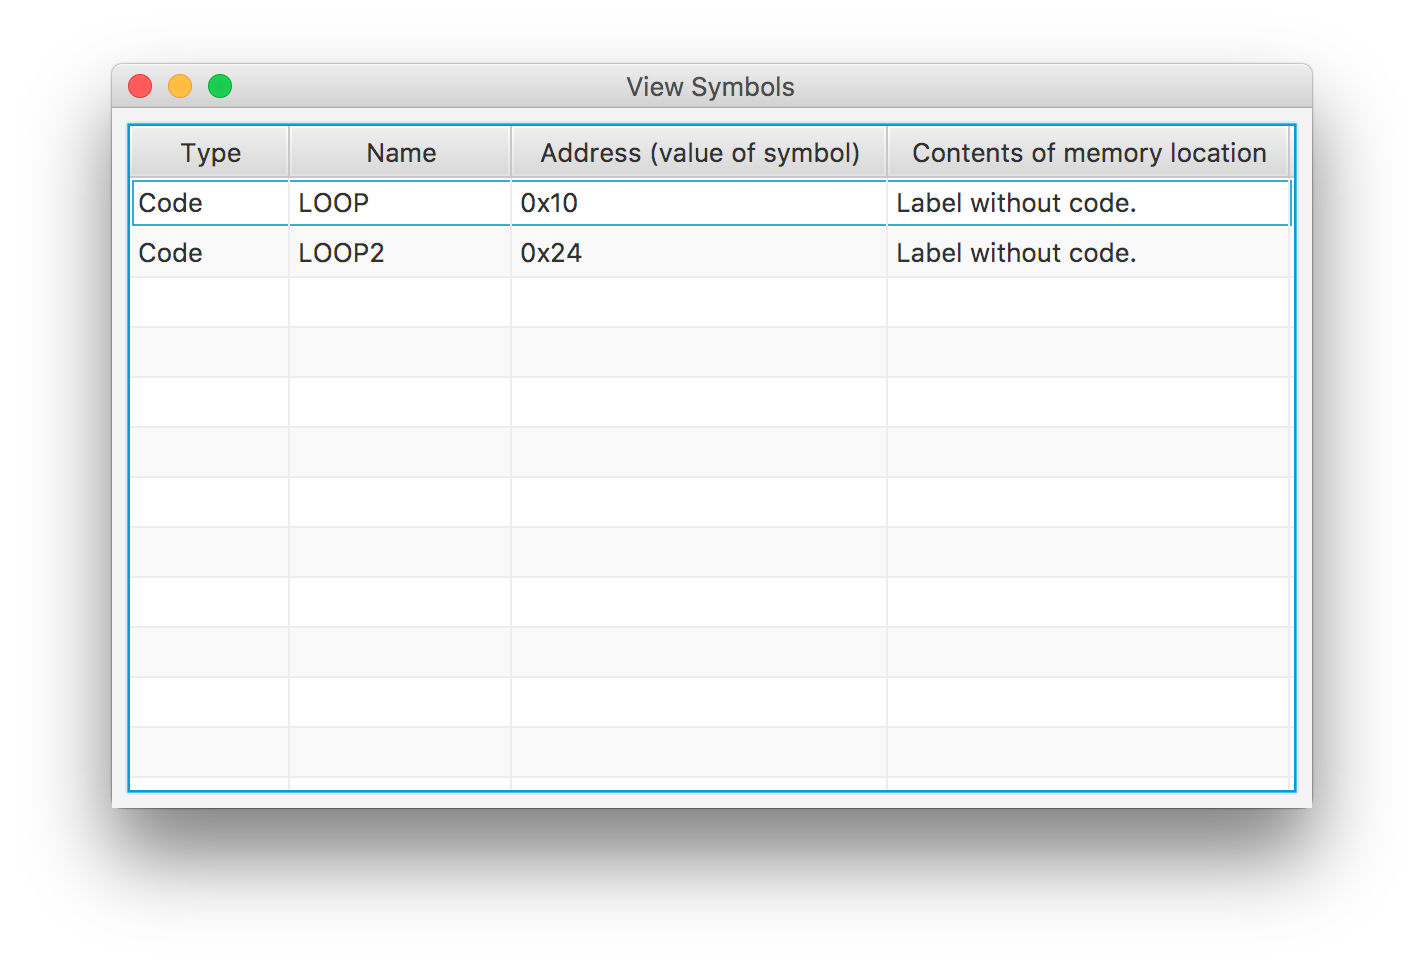 View Symbols
Type Name Address (value of symbol) Contents of memory location
Code LOOP 0x10 Label without code.
Code LOOP2 0x24 Label without code.